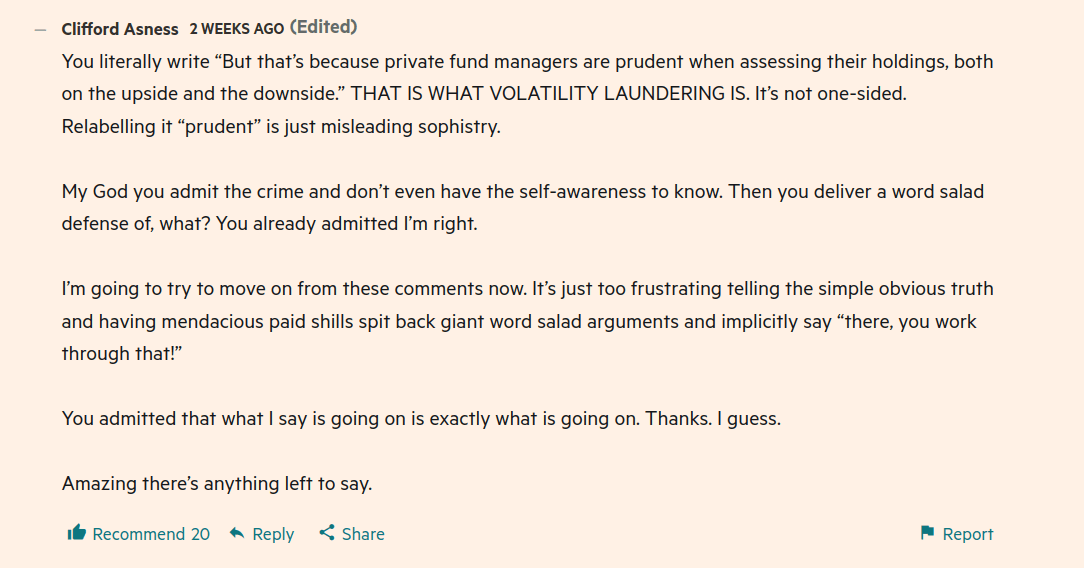 Clifford Asness 2 WEEKS AGO (Edited)
You literally write “But that’s because private fund managers are prudent when assessing their holdings, both
on the upside and the downside.” THAT IS WHAT VOLATILITY LAUNDERING IS. It’s not one-sided.
Relabelling it “prudent” is just misleading sophistry.
My God you admit the crime and don’t even have the self-awareness to know. Then you deliver a word salad
defense of, what? You already admitted I’m right.
I’m going to try to move on from these comments now. It’s just too frustrating telling the simple obvious truth
and having mendacious paid shills spit back giant word salad arguments and implicitly say “there, you work
through that!”
You admitted that what I say is going on is exactly what is going on. Thanks. I guess.
Amazing there’s anything left to say.
Recommend 20 Reply Share Report